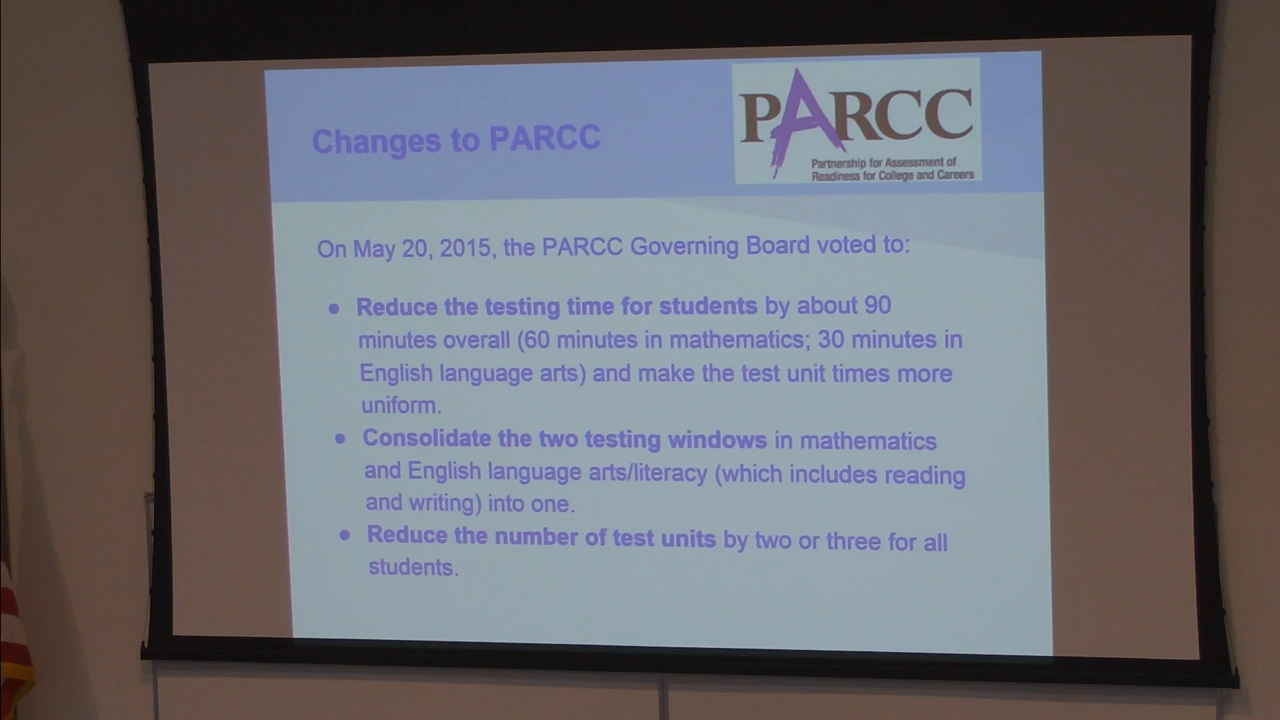 PARCC
Partnership for Assessment of
Readiness for College and Careers
Changes to PARCC
On May 20, 2015, the PARCC Governing Board voted to:
● Reduce the testing time for students by about 90
minutes overall (60 minutes in mathematics; 30 minutes in
English language arts) and make the test unit times more
uniform.
● Consolidate the two testing windows in mathematics
and English language arts/literacy (which includes reading
and writing) into one.
● Reduce the number of test units by two or three for all
students.